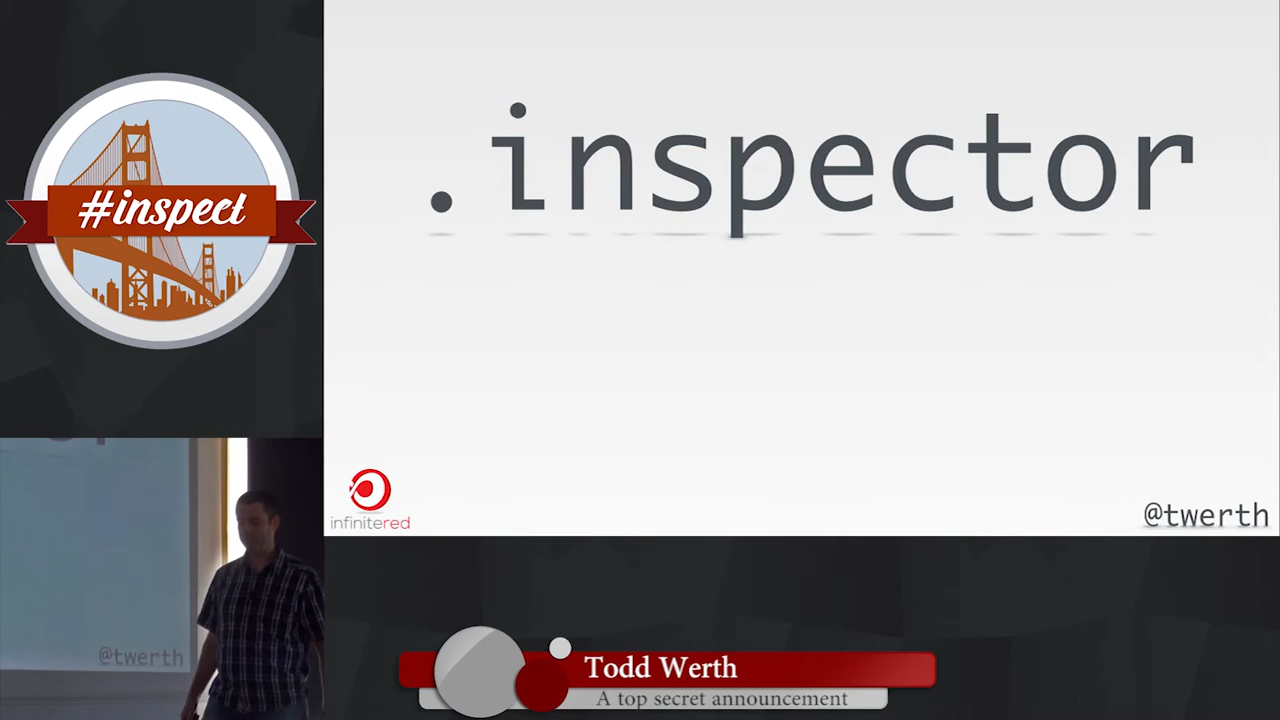 #inspect
.inspector
infinitered
@twerth
@twerth
Todd Werth
A top secret announcement